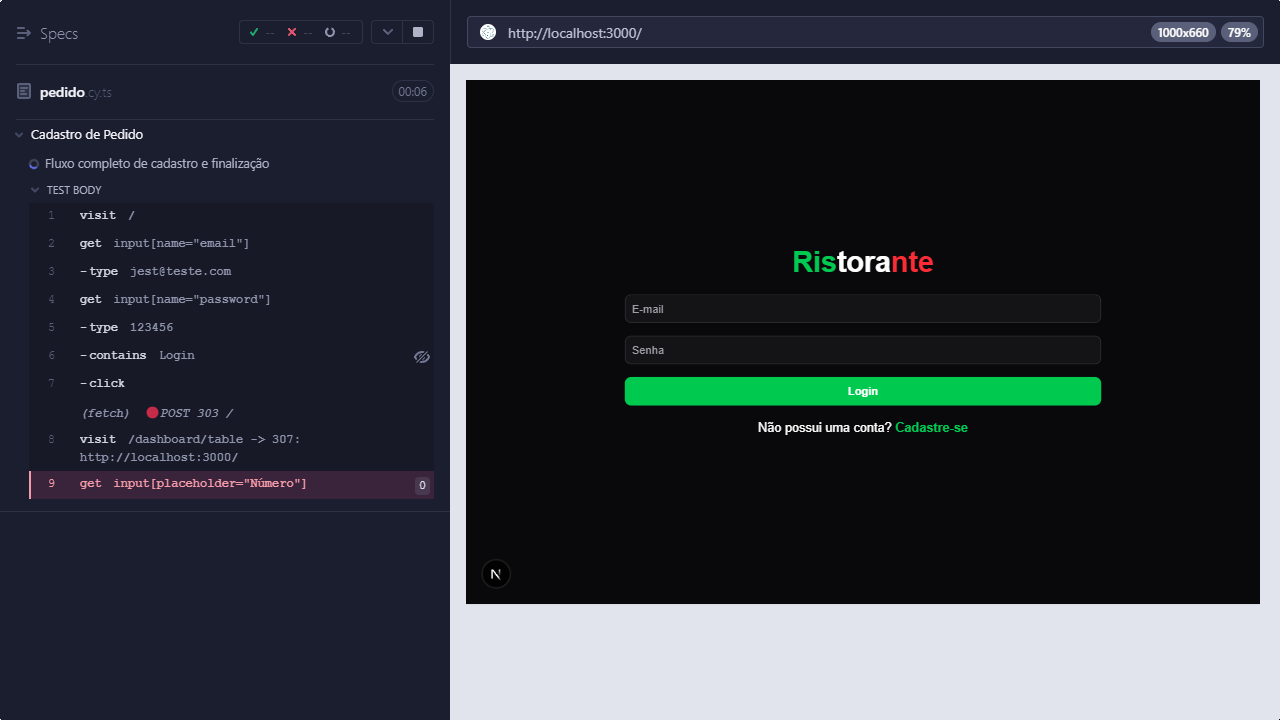 Specs
-- -- --
pedido.cy.ts
00:06
Cadastro de Pedido
Fluxo completo de cadastro e finalização
TEST BODY
1 visit /
2 get input[name="email"]
3 -type jest@teste.com
4 get input[name="password"]
5 -type 123456
6 -contains Login
7 -click
(fetch) POST 303 /
8 visit /dashboard/table -> 307:
http://localhost:3000/
9 get input[placeholder="Número"] 0
http://localhost:3000/
1000x660
79%
Ristorante
E-mail
Senha
Login
Não possui uma conta? Cadastre-se
N